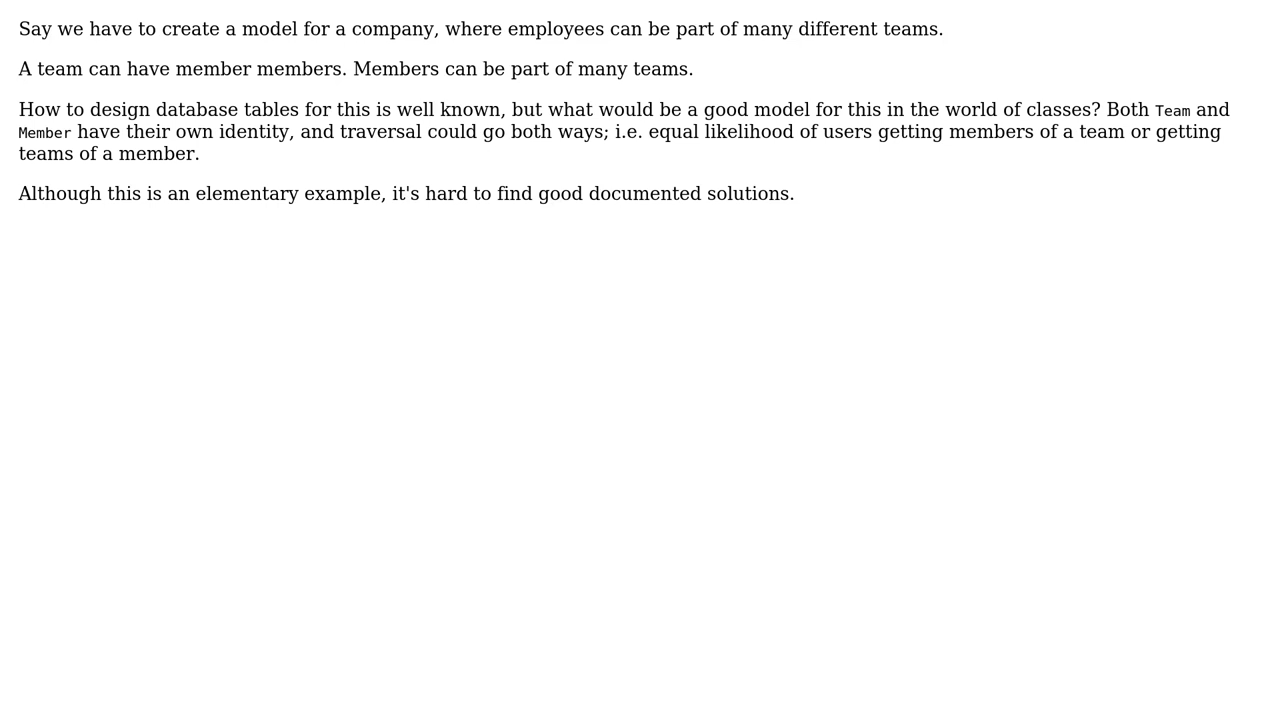 Say we have to create a model for a company, where employees can be part of many different teams.
A team can have member members. Members can be part of many teams.
How to design database tables for this is well known, but what would be a good model for this in the world of classes? Both Team and
Member have their own identity, and traversal could go both ways; i.e. equal likelihood of users getting members of a team or getting
teams of a member.
Although this is an elementary example, it's hard to find good documented solutions.